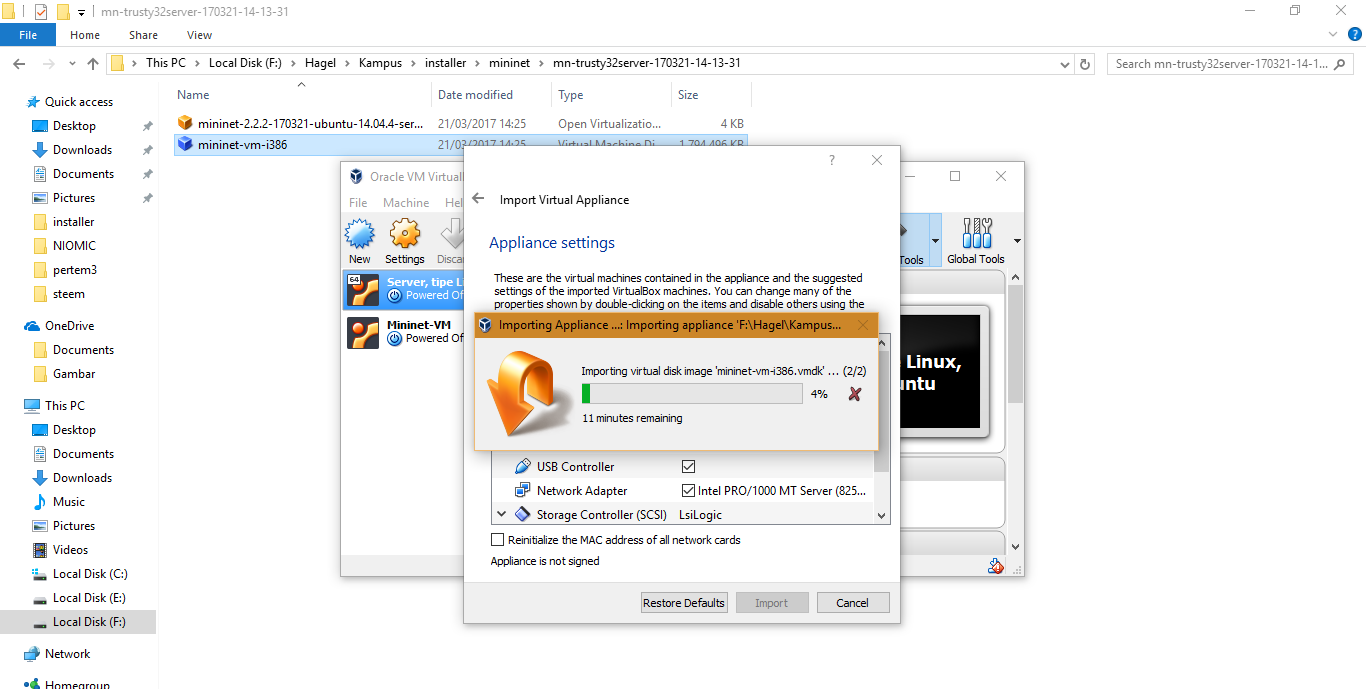 mn-trusty32server-170321-14-13-31
File Home Share View
This PC Local Disk (F:) Hagel Kampus installer mininet mn-trusty32server-170321-14-13-31
Search mn-trusty32server-170321-14-1...
Quick access
Desktop
Downloads
Documents
Pictures
installer
NIOMIC
pertem3
steem
OneDrive
Documents
Gambar
This PC
Desktop
Documents
Downloads
Music
Pictures
Videos
Local Disk (C:)
Local Disk (E:)
Local Disk (F:)
Network
Homegroup
Name Date modified Type Size
mininet-2.2.2-170321-ubuntu-14.04.4-ser... 21/03/2017 14:25 Open Virtualizatio... 4 KB
mininet-vm-i386 21/03/2017 14:25 Virtual Machine Di... 1.794.496 KB
Oracle VM Virtuall
File Machine Hel
New Settings Discar
Tools Global Tools
64
Server, tipe Li
Powered Of
Mininet-VM
Powered Of
Linux,
untu
?
Import Virtual Appliance
Appliance settings
These are the virtual machines contained in the appliance and the suggested
settings of the imported VirtualBox machines. You can change many of the
properties shown by double-clicking on the items and disable others using the
Importing Appliance ...: Importing appliance 'F:\Hagel\Kampus...
Importing virtual disk image 'mininet-vm-i386.vmdk' ... (2/2)
4%
11 minutes remaining
USB Controller
Network Adapter Intel PRO/1000 MT Server (825...
Storage Controller (SCSI) LsiLogic
Reinitialize the MAC address of all network cards
Appliance is not signed
Restore Defaults Import Cancel